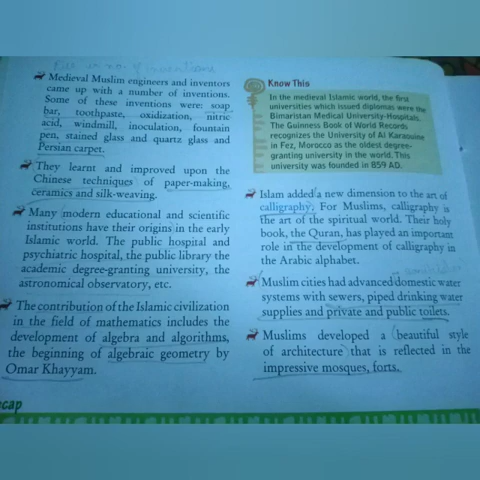 Medieval Muslim engineers and inventors
came up with a number of inventions.
Some of these inventions were: soap
bar, toothpaste, oxidization, nitric
acid, windmill, inoculation, fountain
pen, stained glass and quartz glass and
Persian carpet.
They learnt and improved upon the
Chinese techniques of paper-making,
ceramics and silk-weaving.
Many modern educational and scientific
institutions have their origins in the early
Islamic world. The public hospital and
psychiatric hospital, the public library the
academic degree-granting university, the
astronomical observatory, etc.
The contribution of the Islamic civilization
in the field of mathematics includes the
development of algebra and algorithms,
the beginning of algebraic geometry by
Omar Khayyam.
cap
Know This
In the medieval Islamic world, the first
universities which issued diplomas were the
Bimaristan Medical University-Hospitals.
The Guinness Book of World Records
recognizes the University of Al Karaouine
in Fez, Morocco as the oldest degree-
granting university in the world. This
university was founded in 859 AD.
Islam added a new dimension to the art of
calligraphy. For Muslims, calligraphy is
the art of the spiritual world. Their holy
book, the Quran, has played an important
role in the development of calligraphy in
the Arabic alphabet.
Muslim cities had advanced domestic water
systems with sewers, piped drinking water
supplies and private and public toilets.
Muslims developed a beautiful style
of architecture that is reflected in the
impressive mosques, forts.